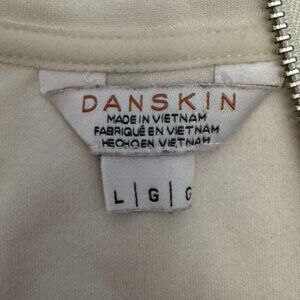 DANSKIN
MADE IN VIETNAM
FABRIQUÉ EN VIETNAM
HECHO EN VIETNAM
L | G | G